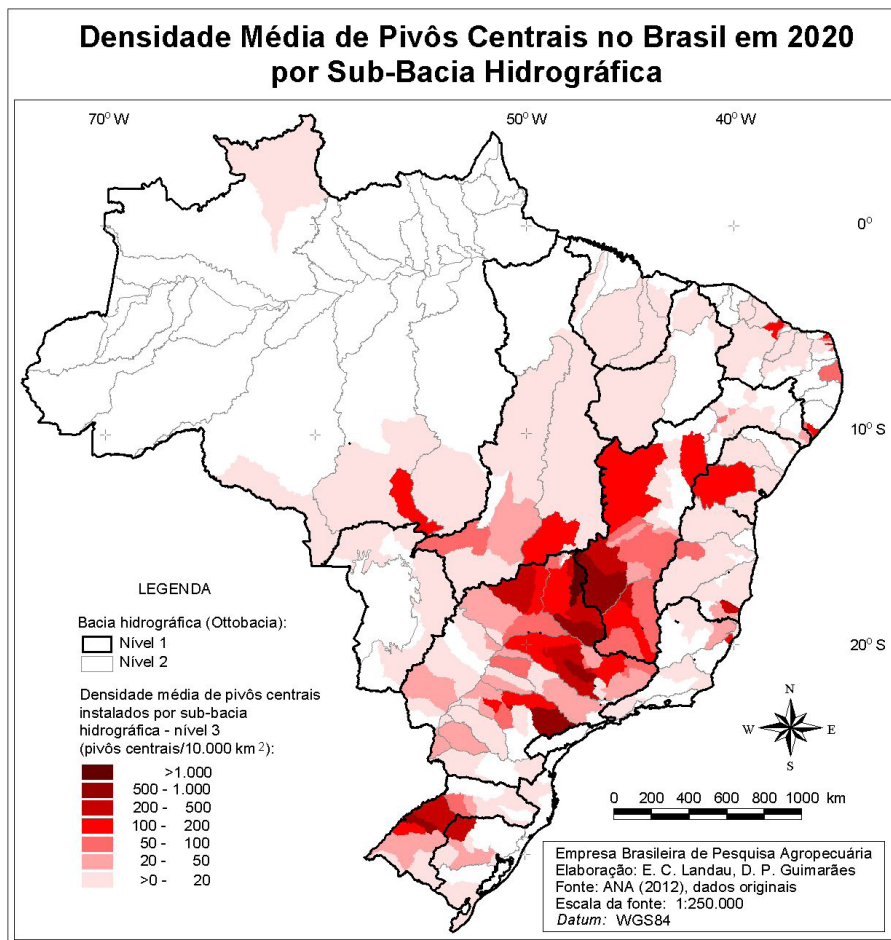 Densidade Média de Pivôs Centrais no Brasil em 2020
por Sub-Bacia Hidrográfica
70° W
50° W
40° W
0°
10° S
20° S
LEGENDA
Bacia hidrográfica (Ottobacia):
Nível 1
Nível 2
Densidade média de pivôs centrais
instalados por sub-bacia
hidrográfica - nível 3
(pivôs centrais/10.000 km²):
>1.000
500 - 1.000
200 - 500
100 - 200
50 - 100
20 - 50
>0 - 20
N
W E
S
0 200 400 600 800 1000 km
Empresa Brasileira de Pesquisa Agropecuária
Elaboração: E. C. Landau, D. P. Guimarães
Fonte: ANA (2012), dados originais
Escala da fonte: 1:250.000
Datum: WGS84